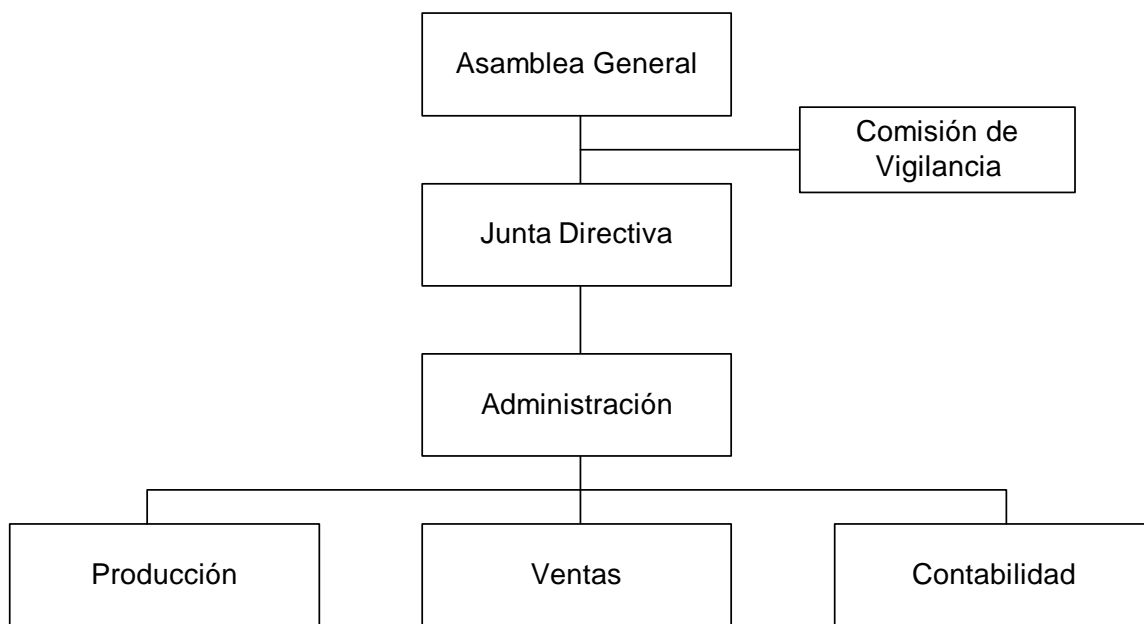 Asamblea General
Comisión de
Vigilancia
Junta Directiva
Administración
Producción
Ventas
Contabilidad